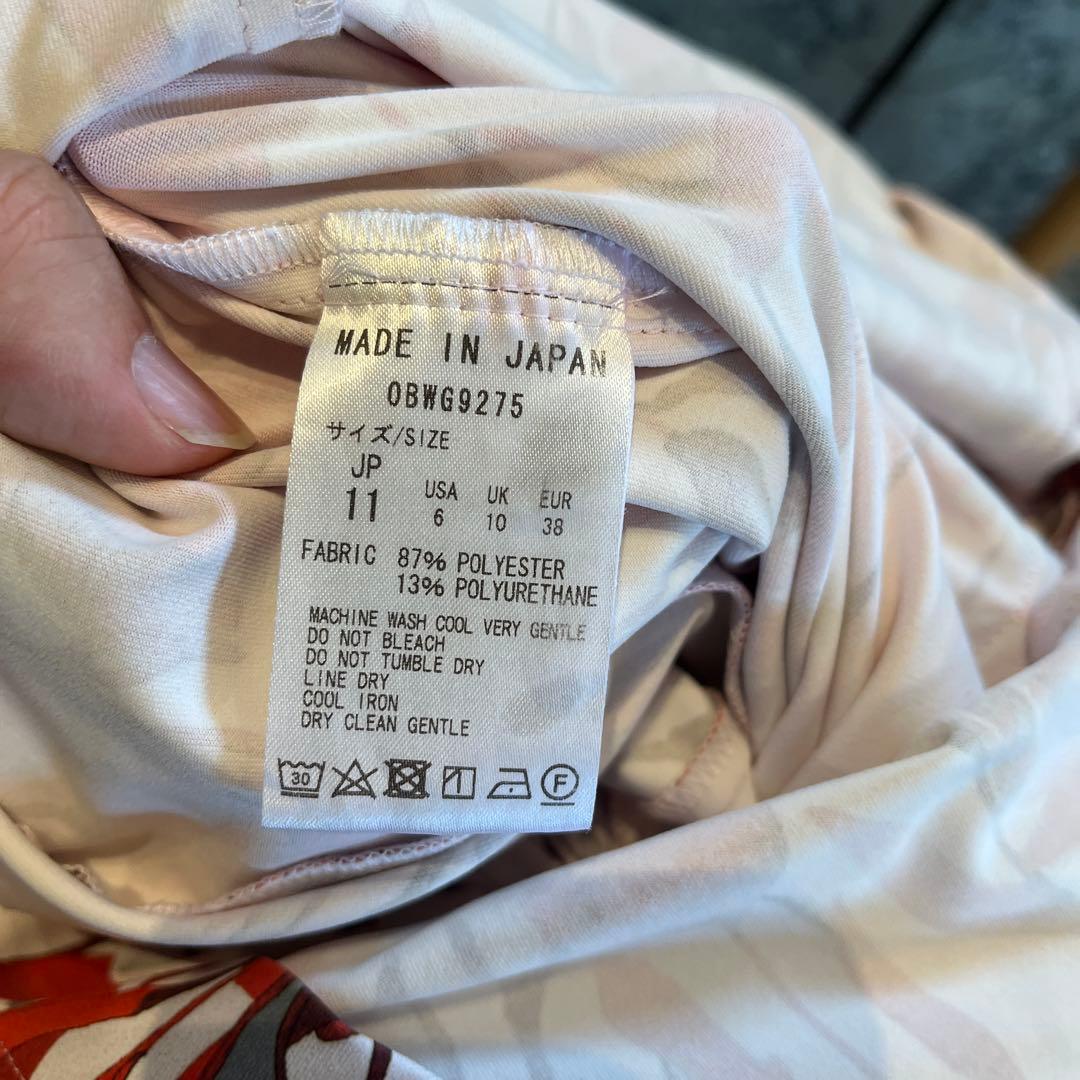 MADE IN JAPAN
0BWG9275
サイズ/SIZE
JP USA UK EUR
11 6 10 38
FABRIC 87% POLYESTER
13% POLYURETHANE
MACHINE WASH COOL VERY GENTLE
DO NOT BLEACH
DO NOT TUMBLE DRY
LINE DRY
COOL IRON
DRY CLEAN GENTLE
30 F